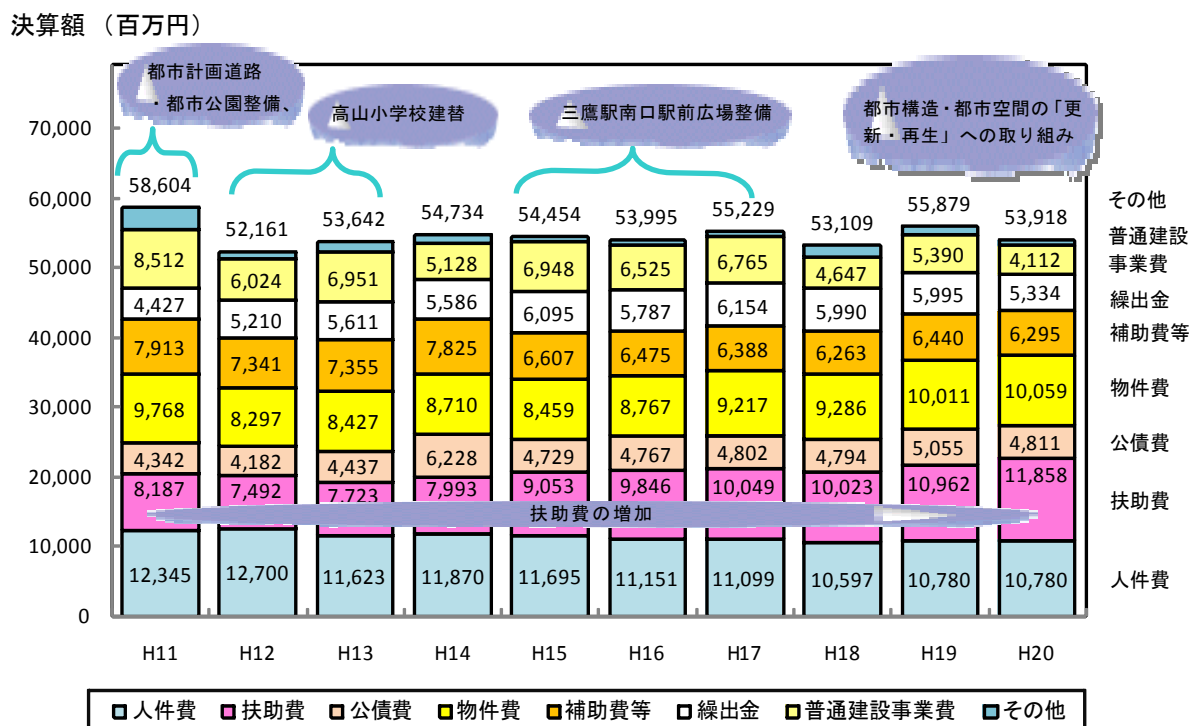 決算額 （百万円）
都市計画道路
・都市公園整備、
高山小学校建替
三鷹駅南口駅前広場整備
都市構造・都市空間の「更
新・再生」への取り組み
70,000
60,000
50,000
40,000
30,000
20,000
10,000
0
58,604 52,161 53,642 54,734 54,454 53,995 55,229 53,109 55,879 53,918
8,512 6,024 6,951 5,128 6,948 6,525 6,765 4,647 5,390 4,112
4,427 5,210 5,611 5,586 6,095 5,787 6,154 5,990 5,995 5,334
7,913 7,341 7,355 7,825 6,607 6,475 6,388 6,263 6,440 6,295
9,768 8,297 8,427 8,710 8,459 8,767 9,217 9,286 10,011 10,059
4,342 4,182 4,437 6,228 4,729 4,767 4,802 4,794 5,055 4,811
8,187 7,492 7,723 7,993 9,053 9,846 10,049 10,023 10,962 11,858
扶助費の増加
12,345 12,700 11,623 11,870 11,695 11,151 11,099 10,597 10,780 10,780
その他
普通建設
事業費
繰出金
補助費等
物件費
公債費
扶助費
人件費
H11 H12 H13 H14 H15 H16 H17 H18 H19 H20
人件費 扶助費 公債費 物件費 補助費等 繰出金 普通建設事業費 その他